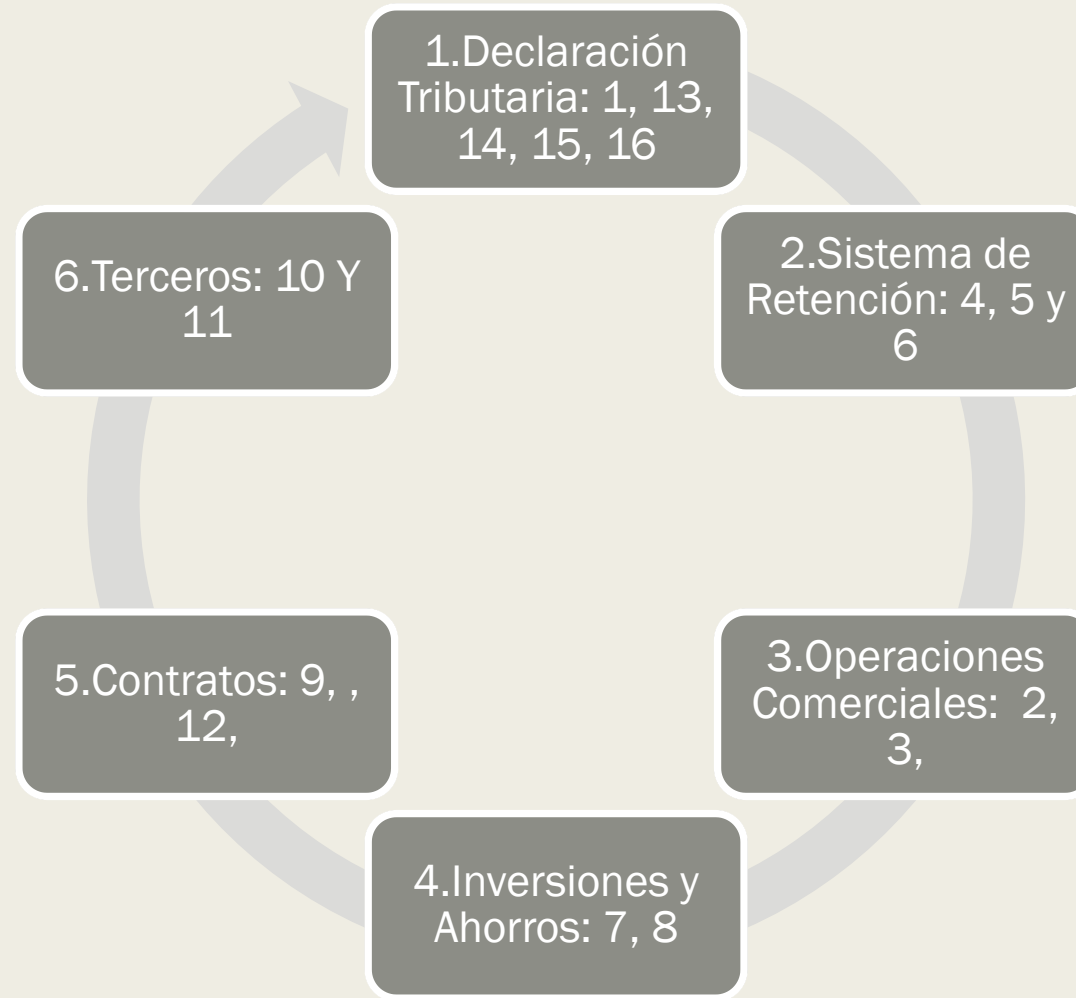 1.Declaración
Tributaria: 1, 13,
14, 15, 16
2.Sistema de
Retención: 4, 5 y
6
3.Operaciones
Comerciales:  2,
3,
4.Inversiones y
Ahorros: 7, 8
5.Contratos: 9, ,
12,
6.Terceros: 10 Y
11